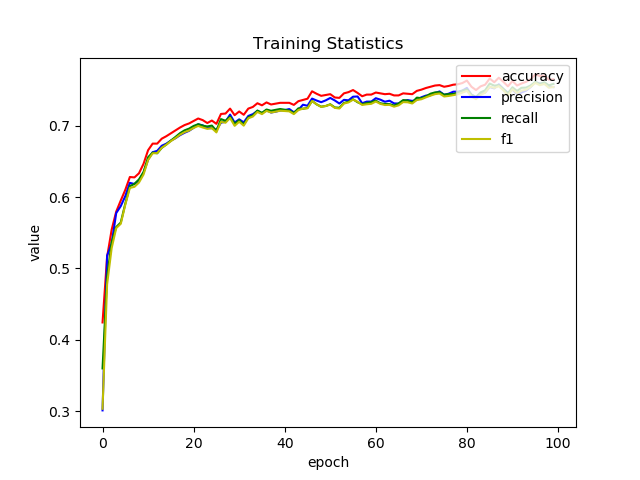 Training Statistics
accuracy
precision
recall
f1
value
0.7
0.6
0.5
0.4
0.3
0 20 40 60 80 100
epoch